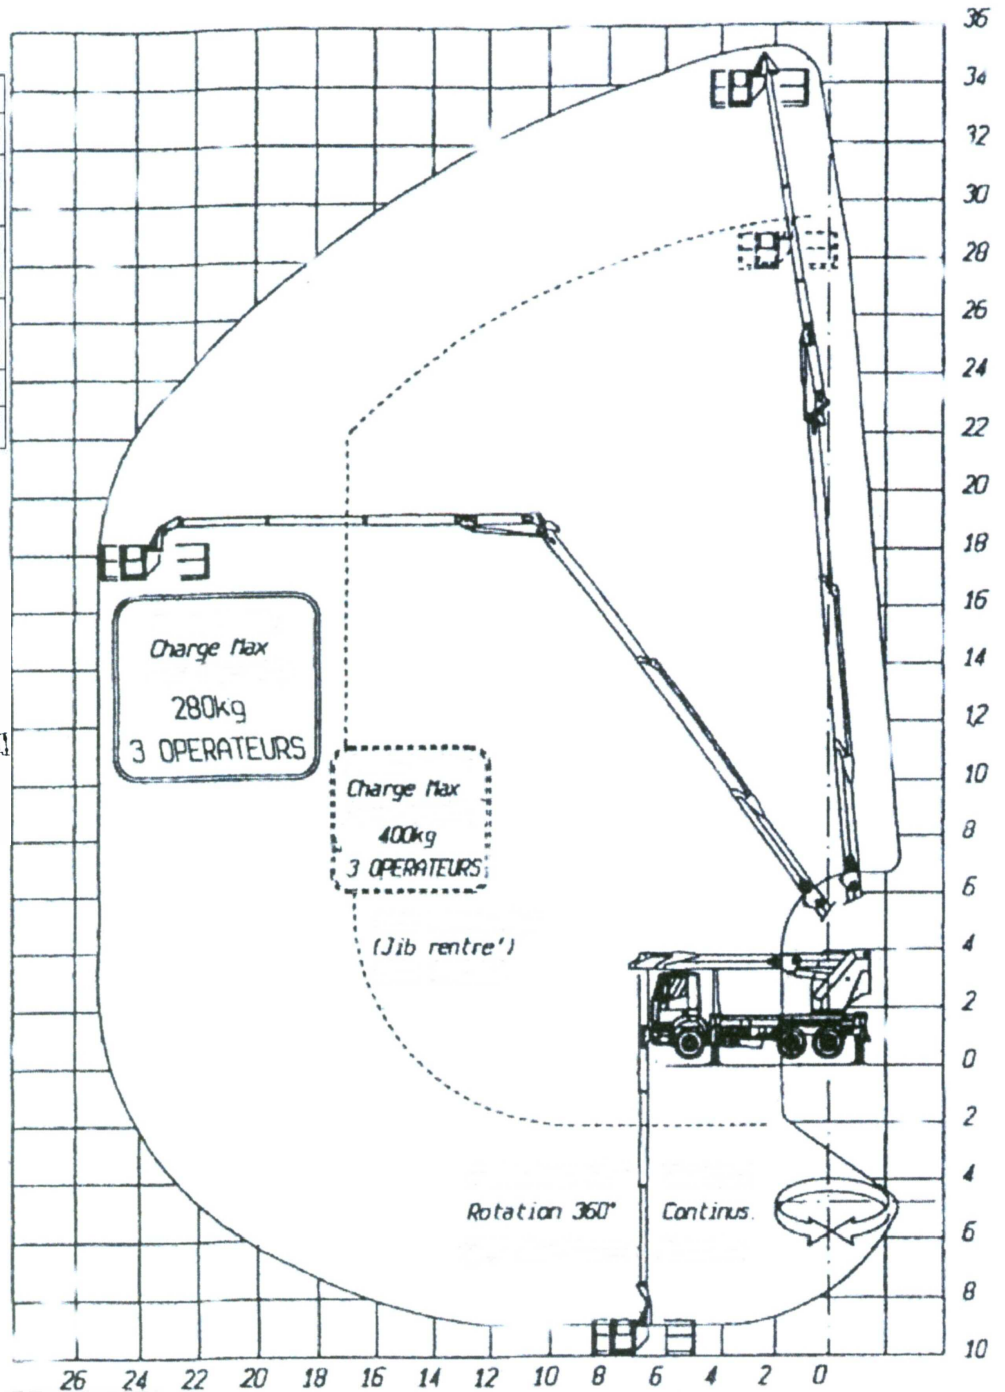 36
34
32
30
28
26
24
22
20
18
16
14
12
10
8
6
4
2
0
2
4
6
8
10
Charge Max
280kg
3 OPERATEURS
Charge Max
400kg
3 OPERATEURS
(Jib rentre')
Rotation 360° Continus.
26 24 22 20 18 16 14 12 10 8 6 4 2 0